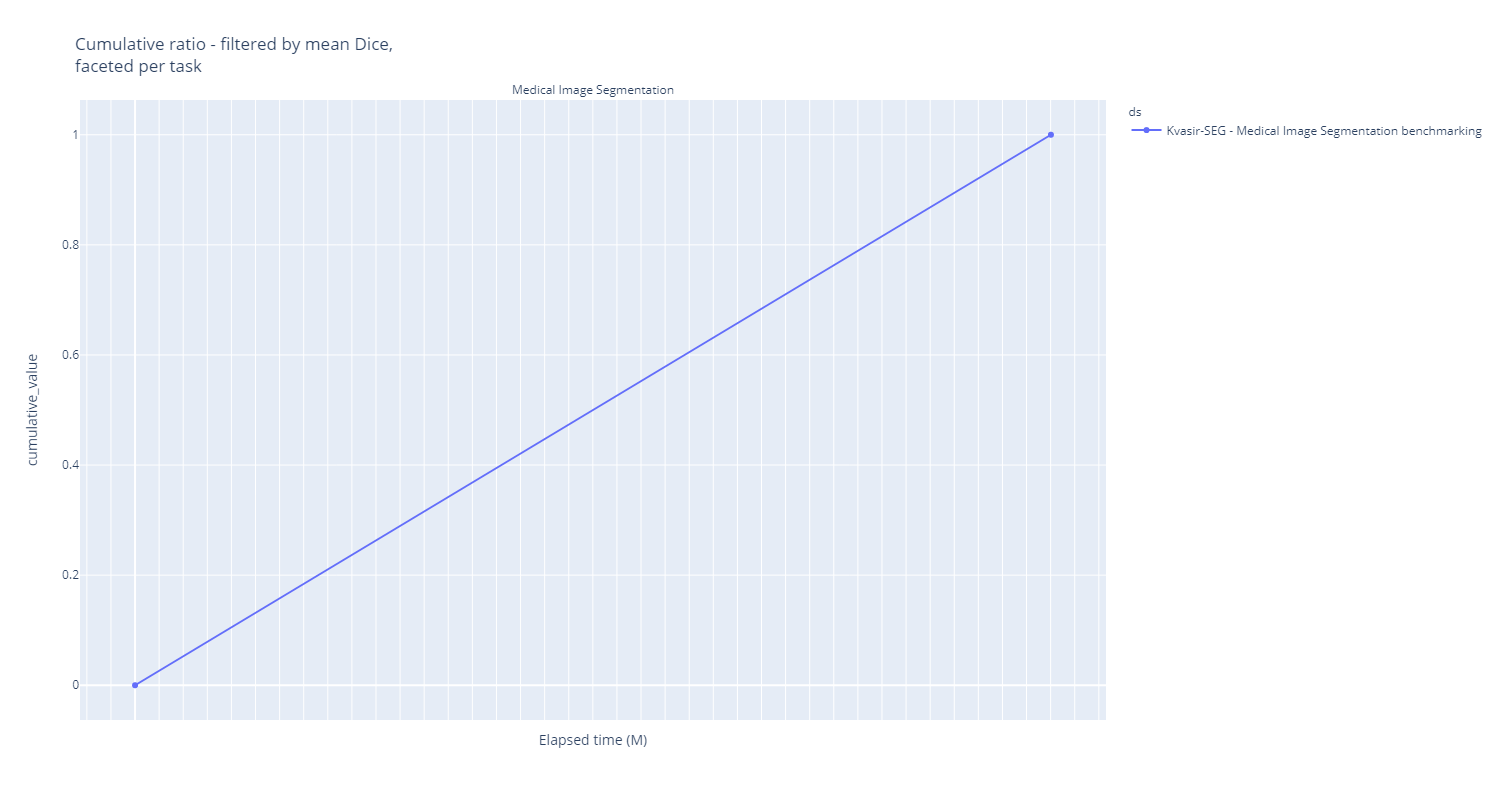 Cumulative ratio - filtered by mean Dice,
faceted per task
Medical Image Segmentation
ds
Kvasir-SEG - Medical Image Segmentation benchmarking
1
0.8
0.6
0.4
0.2
0
cumulative_value
Elapsed time (M)